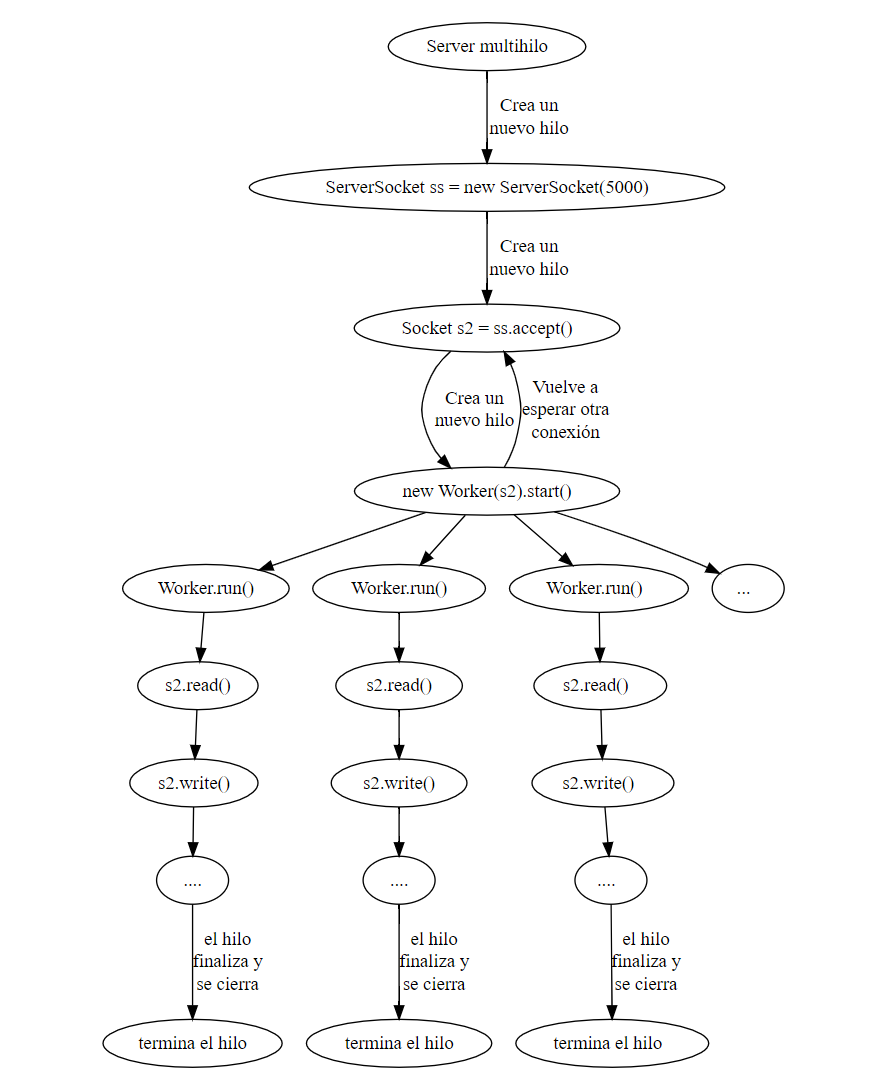 Server multihilo
Crea un
nuevo hilo
ServerSocket ss = new ServerSocket(5000)
Crea un
nuevo hilo
Socket s2 = ss.accept()
Crea un
nuevo hilo
Vuelve a
esperar otra
conexión
new Worker(s2).start()
Worker.run()
Worker.run()
Worker.run()
...
s2.read()
s2.read()
s2.read()
s2.write()
s2.write()
s2.write()
....
....
....
el hilo
finaliza y
se cierra
el hilo
finaliza y
se cierra
el hilo
finaliza y
se cierra
termina el hilo
termina el hilo
termina el hilo